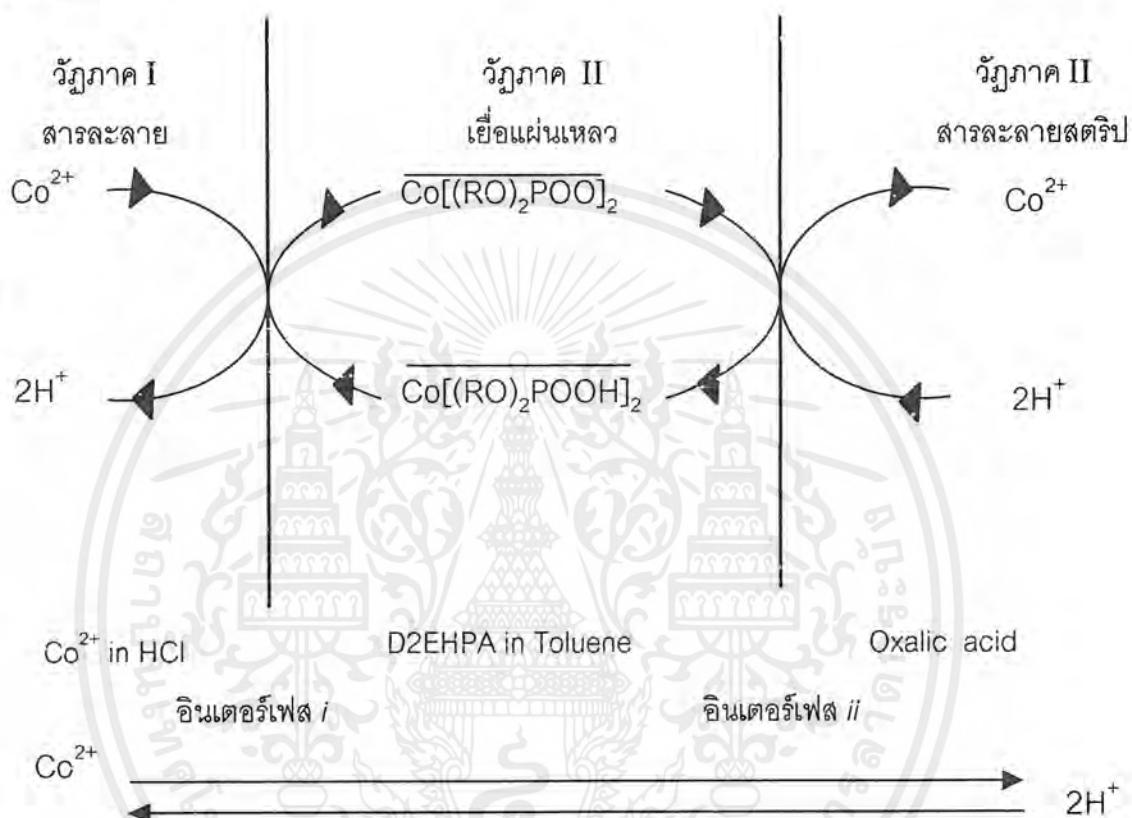 วัฏภาค I
สารละลาย
วัฏภาค II
เยื่อแผ่นเหลว
วัฏภาค II
สารละลายสตริป
Co²⁺
Co[(RO)₂POO]₂
Co²⁺
2H⁺
Co[(RO)₂POOH]₂
2H⁺
Co²⁺ in HCl
D2EHPA in Toluene
Oxalic acid
อินเตอร์เฟส i
อินเตอร์เฟส ii
Co²⁺
2H⁺